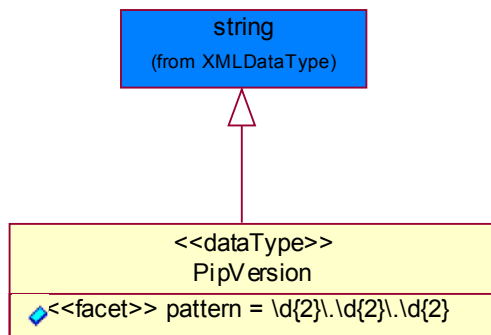 string
(from XMLDataType)
<<dataType>>
PipVersion
<<facet>> pattern = \d{2}\.\d{2}\.\d{2}